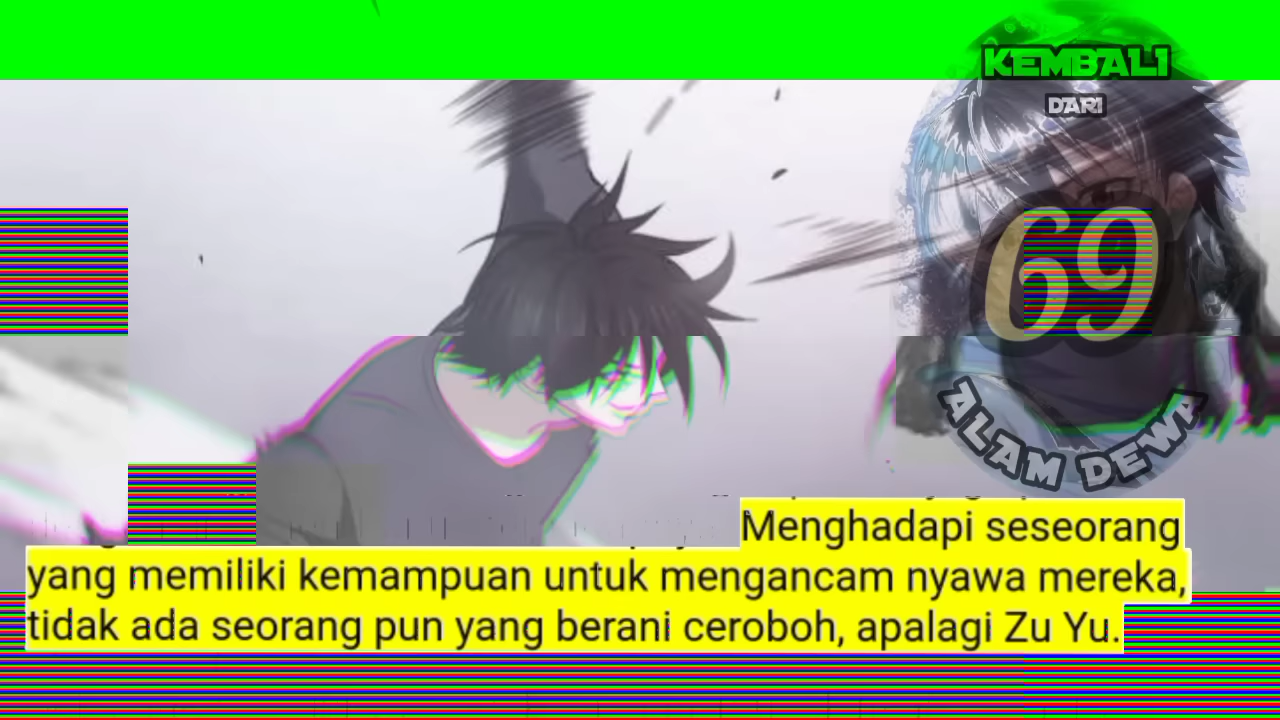 KEMBALI
DARI
69
ALAM DEWA
Menghadapi seseorang
yang memiliki kemampuan untuk mengancam nyawa mereka,
tidak ada seorang pun yang berani ceroboh, apalagi Zu Yu.